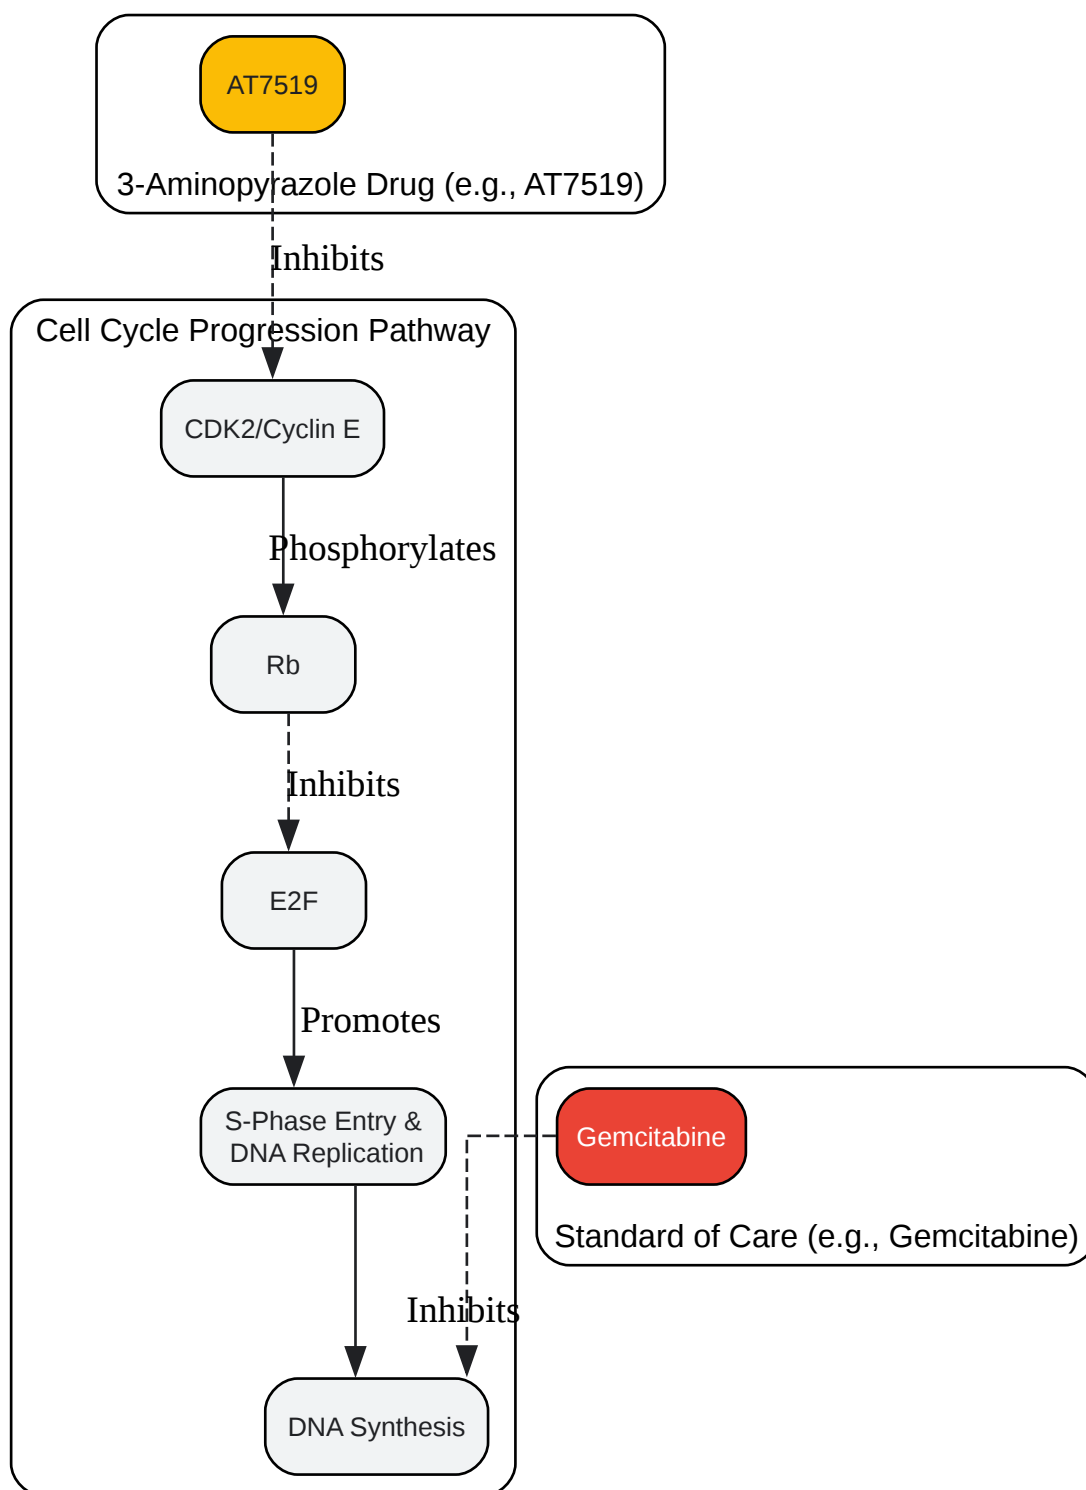 AT7519
3-Aminopyrazole Drug (e.g., AT7519)
Inhibits
Cell Cycle Progression Pathway
CDK2/Cyclin E
Phosphorylates
Rb
Inhibits
E2F
Promotes
S-Phase Entry &
DNA Replication
Gemcitabine
Standard of Care (e.g., Gemcitabine)
Inhibits
DNA Synthesis